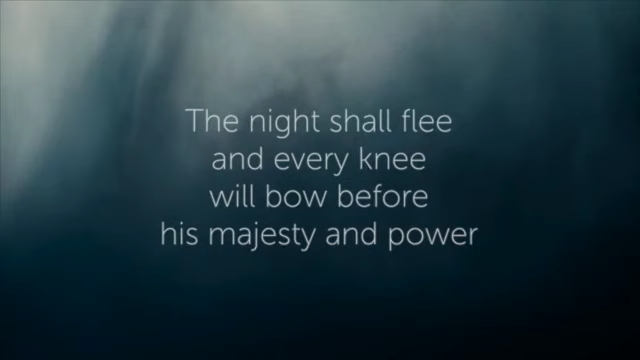 The night shall flee
and every knee
will bow before
his majesty and power